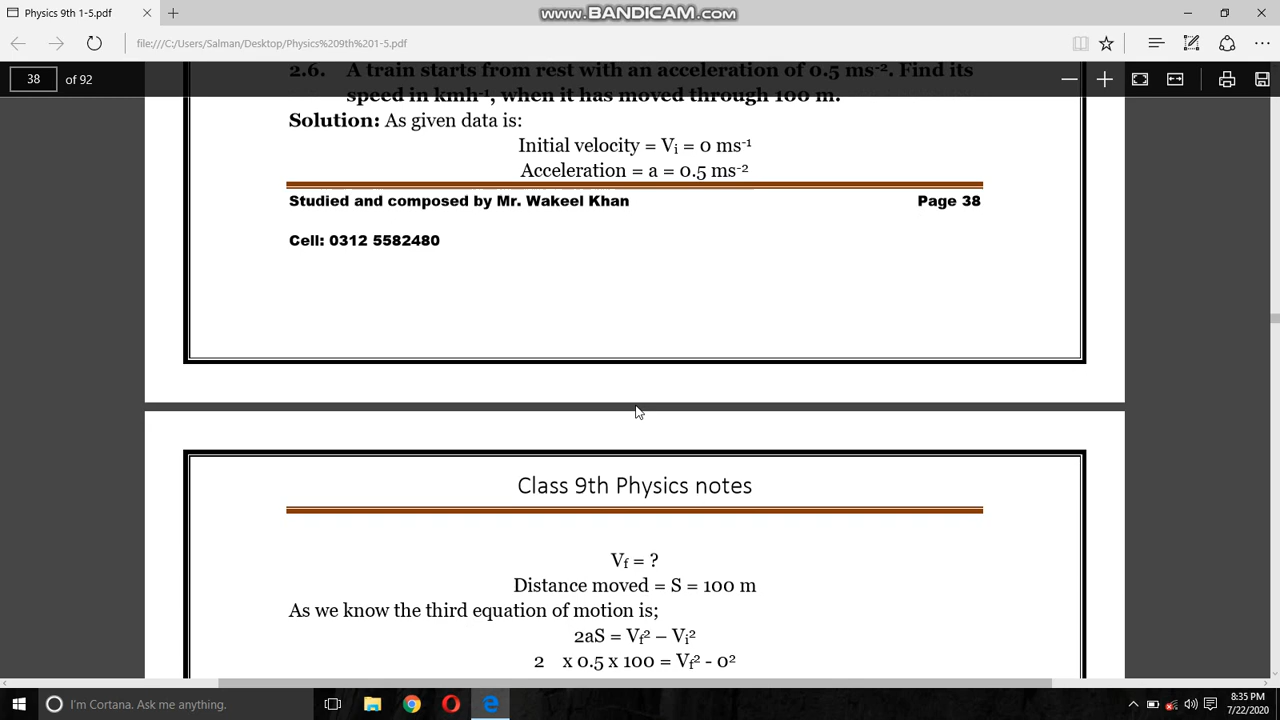 Physics 9th 1-5.pdf
www.BANDICAM.com
file:///C:/Users/Salman/Desktop/Physics%209th%201-5.pdf
38 of 92
2.6. A train starts from rest with an acceleration of 0.5 ms⁻². Find its
speed in kmh⁻¹, when it has moved through 100 m.
Solution: As given data is:
Initial velocity = Vᵢ = 0 ms⁻¹
Acceleration = a = 0.5 ms⁻²
Studied and composed by Mr. Wakeel Khan Page 38
Cell: 0312 5582480
Class 9th Physics notes
Vf = ?
Distance moved = S = 100 m
As we know the third equation of motion is;
2aS = Vf² – Vᵢ²
2 x 0.5 x 100 = Vf² - 0²
I'm Cortana. Ask me anything.
8:35 PM
7/22/2020